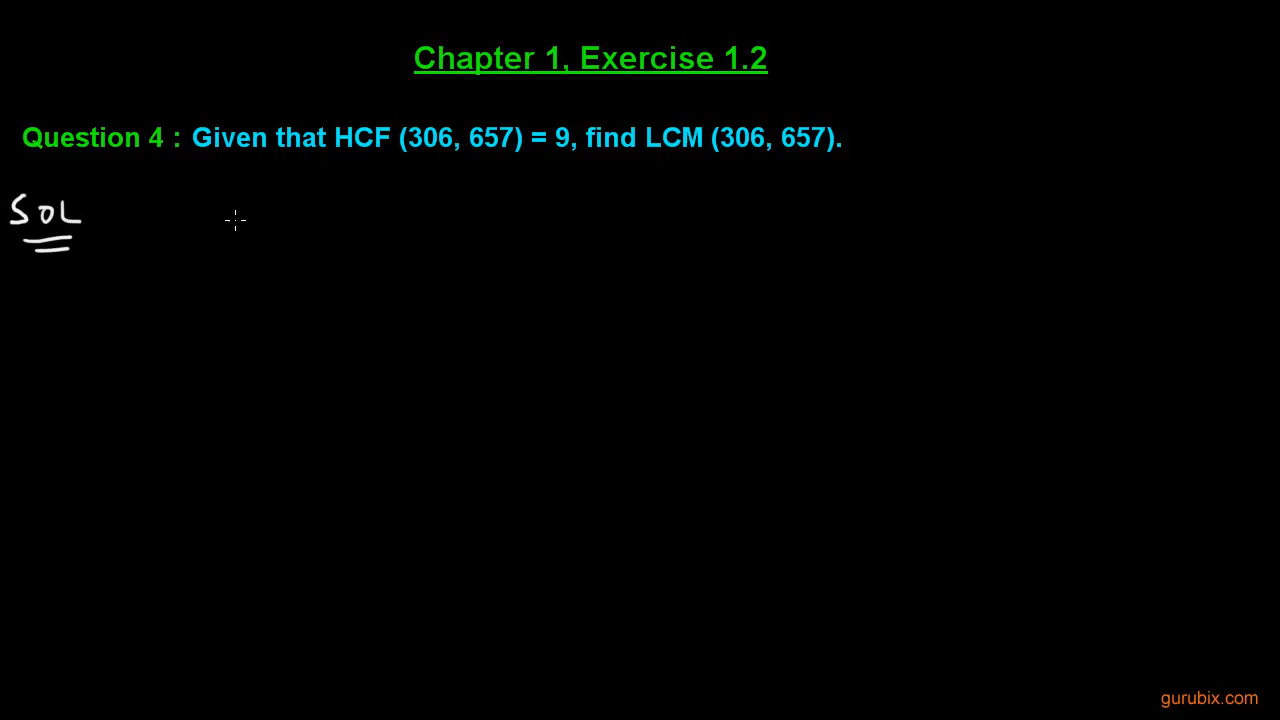 Chapter 1, Exercise 1.2
Question 4 : Given that HCF (306, 657) = 9, find LCM (306, 657).
SOL
gurubix.com